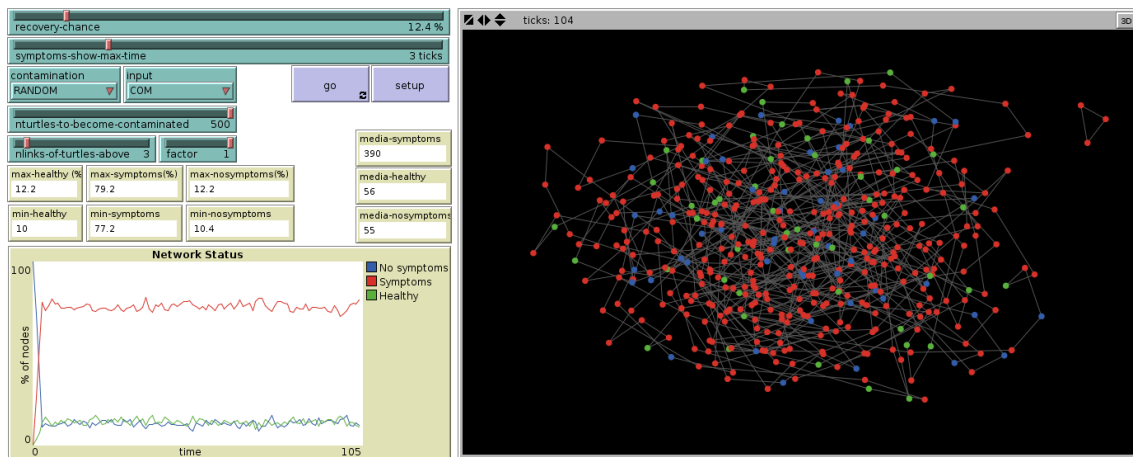 recovery-chance 12.4 %
symptoms-show-max-time 3 ticks
contamination
RANDOM
input
COM
go
setup
nturtles-to-become-contaminated 500
nlinks-of-turtles-above 3
factor 1
media-symptoms
390
max-healthy (%
12.2
max-symptoms(%)
79.2
max-nosymptoms(%)
12.2
media-healthy
56
min-healthy
10
min-symptoms
77.2
min-nosymptoms
10.4
media-nosymptoms
55
Network Status
100
% of nodes
0
0
time
105
No symptoms
Symptoms
Healthy
ticks: 104
3D